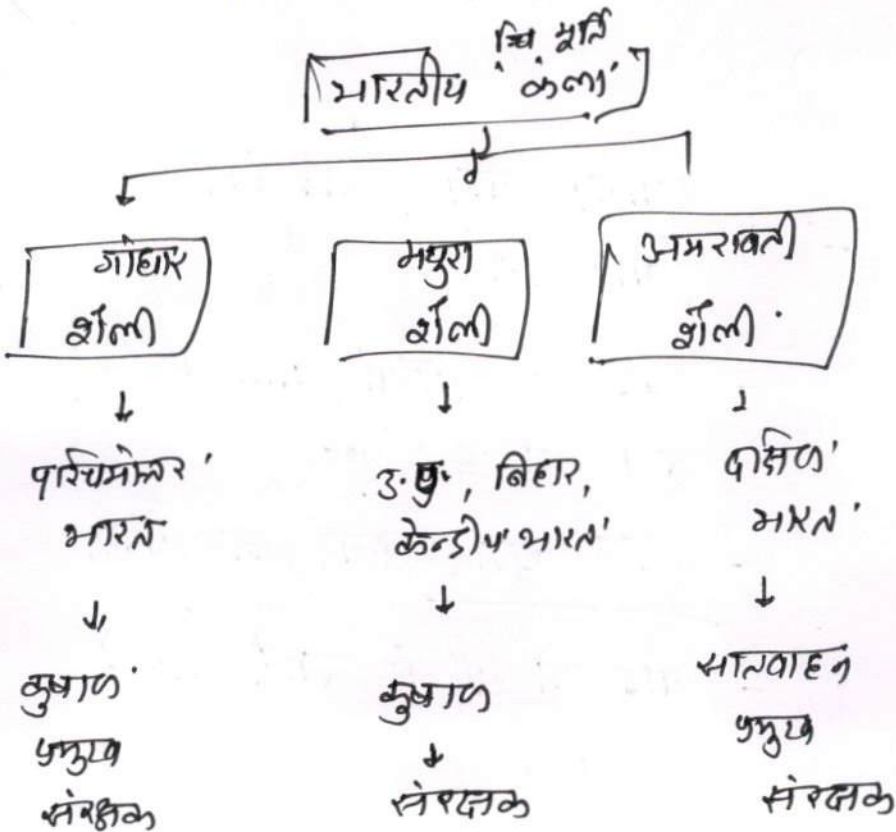 मूर्ति
भारतीय कला
गांधार
शैली
मथुरा
शैली
अमरावती
शैली
पश्चिमोत्तर
भारत
उ. प्र., बिहार,
केन्द्रीय भारत
दक्षिण
भारत
कुषाण
प्रमुख
संरक्षक
कुषाण
संरक्षक
सातवाहन
प्रमुख
संरक्षक